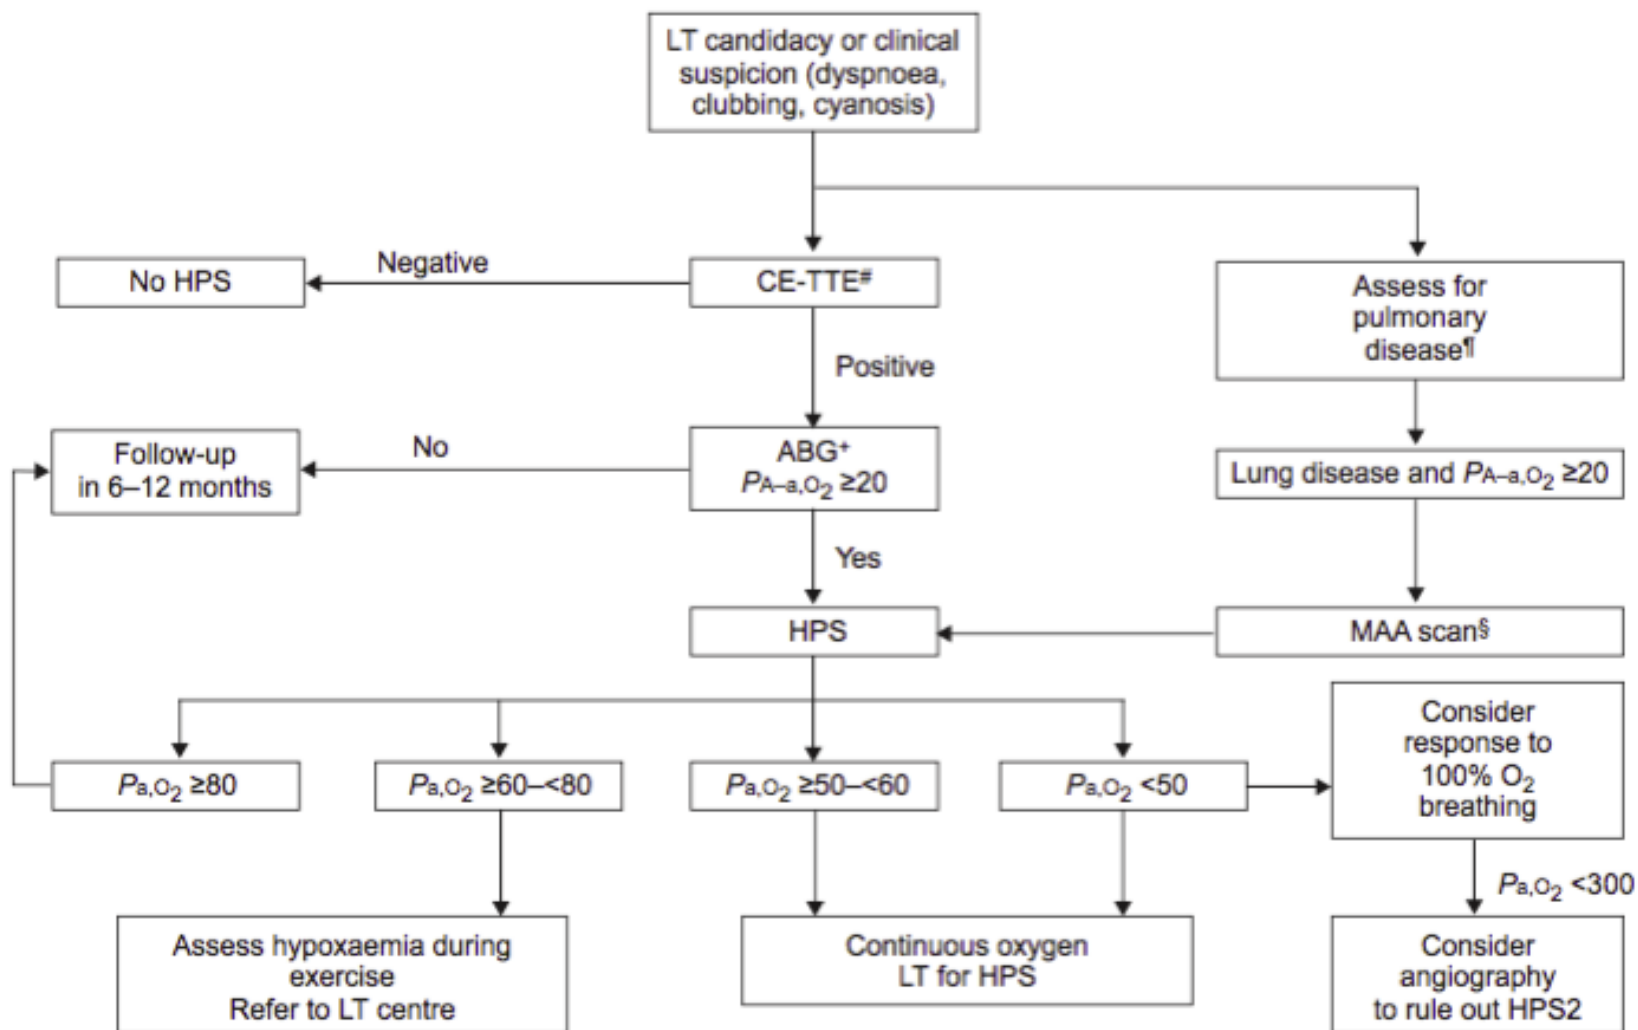 LT candidacy or clinical
suspicion (dyspnoea,
clubbing, cyanosis)
No HPS
Negative
CE-TTE#
Assess for
pulmonary
disease¶
Positive
Follow-up
in 6–12 months
No
ABG+
PA–a,O2 ≥20
Lung disease and PA–a,O2 ≥20
Yes
HPS
MAA scan§
Pa,O2 ≥80
Pa,O2 ≥60–<80
Pa,O2 ≥50–<60
Pa,O2 <50
Consider
response to
100% O2
breathing
Pa,O2 <300
Assess hypoxaemia during
exercise
Refer to LT centre
Continuous oxygen
LT for HPS
Consider
angiography
to rule out HPS2